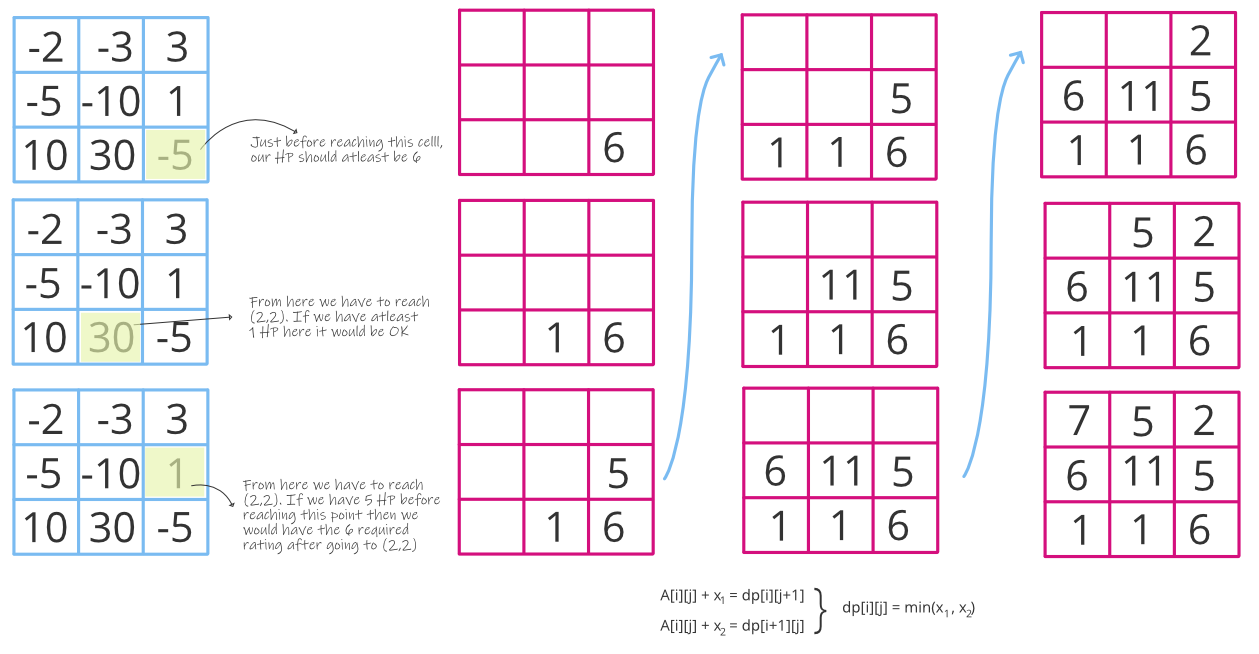 -2 -3 3
-5 -10 1
10 30 -5
Just before reaching this celll,
our HP should atleast be 6
6
5
1 1 6
2
6 11 5
1 1 6
-2 -3 3
-5 -10 1
10 30 -5
From here we have to reach
(2,2). If we have atleast
1 HP here it would be OK
1 6
11 5
1 1 6
5 2
6 11 5
1 1 6
-2 -3 3
-5 -10 1
10 30 -5
From here we have to reach
(2,2). If we have 5 HP before
reaching this point then we
would have the 6 required
rating after going to (2,2)
5
1 6
6 11 5
1 1 6
7 5 2
6 11 5
1 1 6
A[i][j] + x₁ = dp[i][j+1]
A[i][j] + x₂ = dp[i+1][j]
dp[i][j] = min(x₁, x₂)